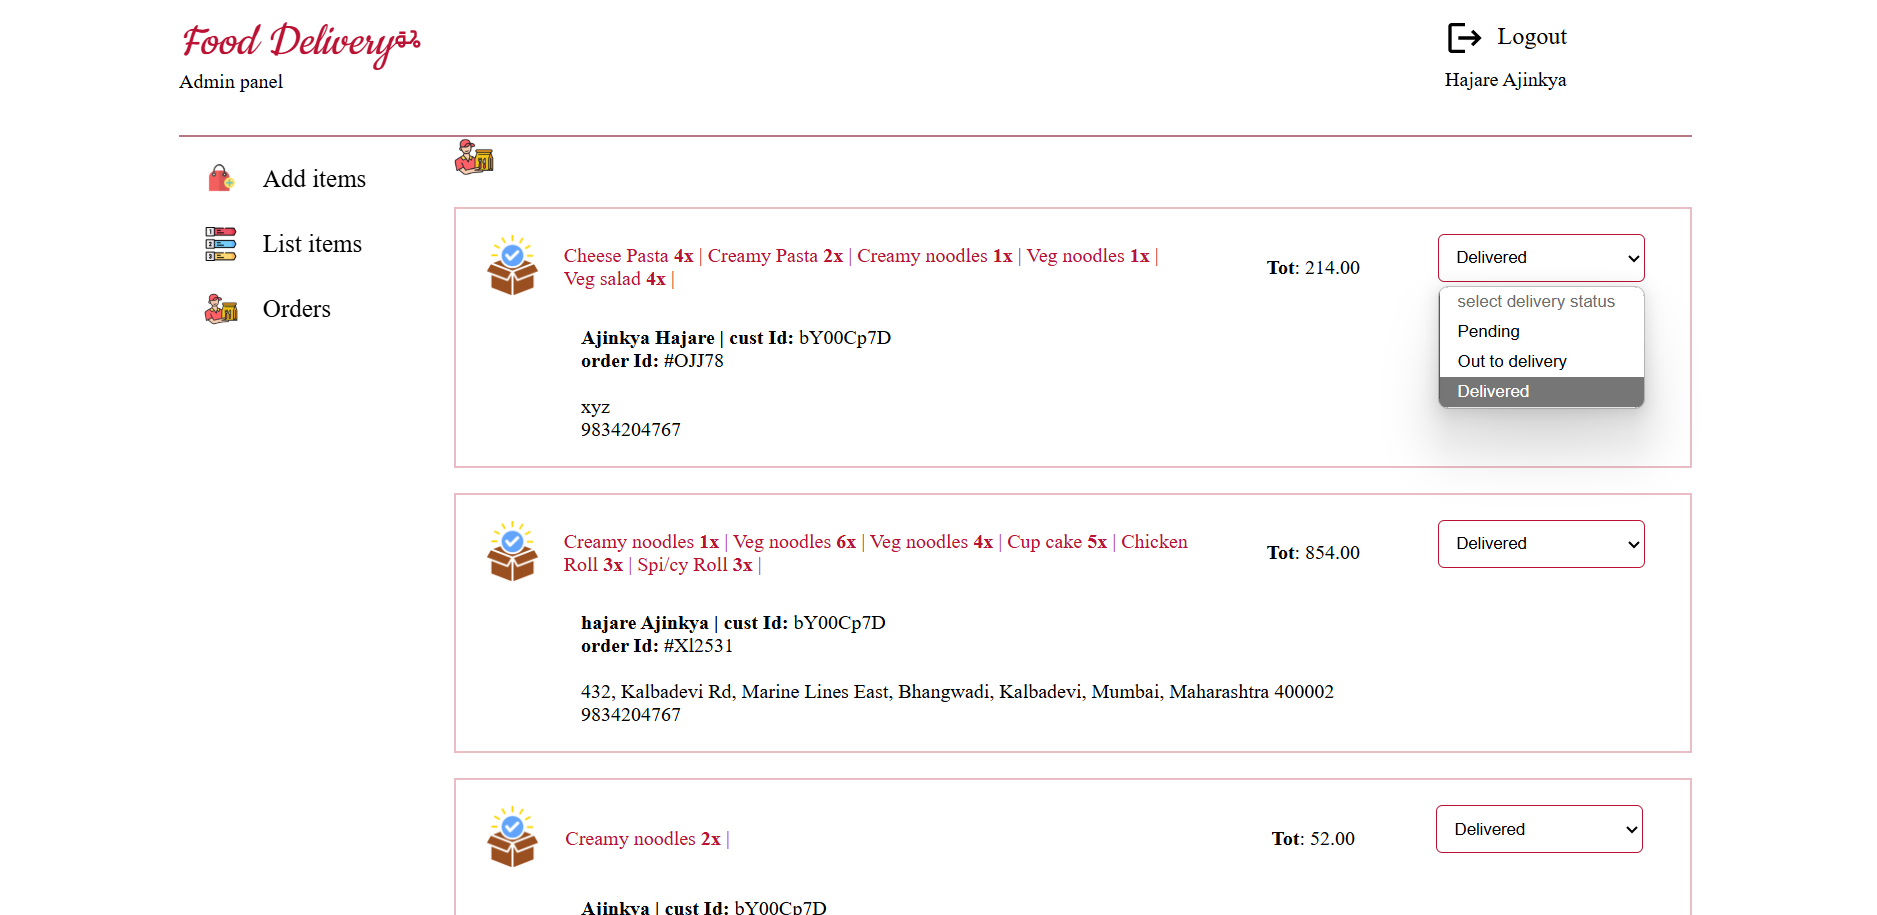 Food Delivery
Admin panel
Logout
Hajare Ajinkya
Add items
List items
Orders
Cheese Pasta 4x | Creamy Pasta 2x | Creamy noodles 1x | Veg noodles 1x |
Veg salad 4x |
Tot: 214.00
Delivered
select delivery status
Pending
Out to delivery
Delivered
Ajinkya Hajare | cust Id: bY00Cp7D
order Id: #OJJ78
xyz
9834204767
Creamy noodles 1x | Veg noodles 6x | Veg noodles 4x | Cup cake 5x | Chicken
Roll 3x | Spi/cy Roll 3x |
Tot: 854.00
Delivered
hajare Ajinkya | cust Id: bY00Cp7D
order Id: #Xl2531
432, Kalbadevi Rd, Marine Lines East, Bhangwadi, Kalbadevi, Mumbai, Maharashtra 400002
9834204767
Creamy noodles 2x |
Tot: 52.00
Delivered
Ajinkya | cust Id: bY00Cp7D